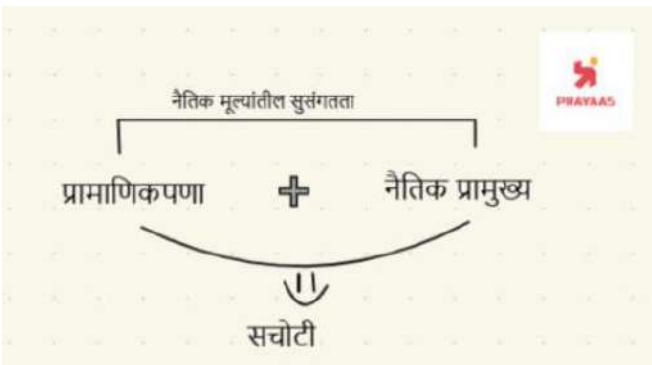 नैतिक मूल्यांतील सुसंगतता
PRAYAAS
प्रामाणिकपणा + नैतिक प्रामुख्य
सचोटी